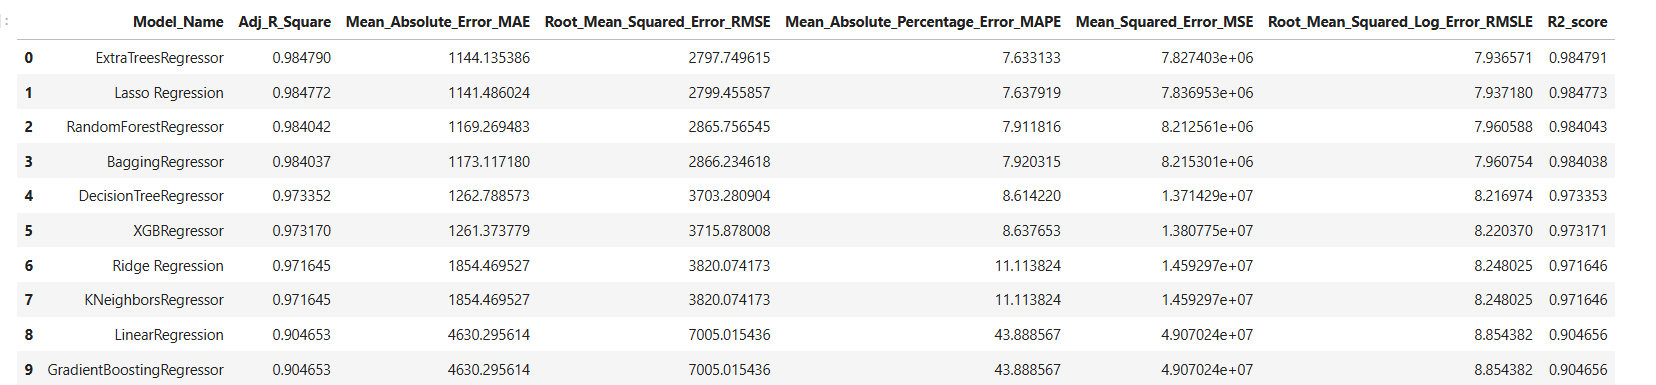 Model_Name Adj_R_Square Mean_Absolute_Error_MAE Root_Mean_Squared_Error_RMSE Mean_Absolute_Percentage_Error_MAPE Mean_Squared_Error_MSE Root_Mean_Squared_Log_Error_RMSLE R2_score
0 ExtraTreesRegressor 0.984790 1144.135386 2797.749615 7.633133 7.827403e+06 7.936571 0.984791
1 Lasso Regression 0.984772 1141.486024 2799.455857 7.637919 7.836953e+06 7.937180 0.984773
2 RandomForestRegressor 0.984042 1169.269483 2865.756545 7.911816 8.212561e+06 7.960588 0.984043
3 BaggingRegressor 0.984037 1173.117180 2866.234618 7.920315 8.215301e+06 7.960754 0.984038
4 DecisionTreeRegressor 0.973352 1262.788573 3703.280904 8.614220 1.371429e+07 8.216974 0.973353
5 XGBRegressor 0.973170 1261.373779 3715.878008 8.637653 1.380775e+07 8.220370 0.973171
6 Ridge Regression 0.971645 1854.469527 3820.074173 11.113824 1.459297e+07 8.248025 0.971646
7 KNeighborsRegressor 0.971645 1854.469527 3820.074173 11.113824 1.459297e+07 8.248025 0.971646
8 LinearRegression 0.904653 4630.295614 7005.015436 43.888567 4.907024e+07 8.854382 0.904656
9 GradientBoostingRegressor 0.904653 4630.295614 7005.015436 43.888567 4.907024e+07 8.854382 0.904656